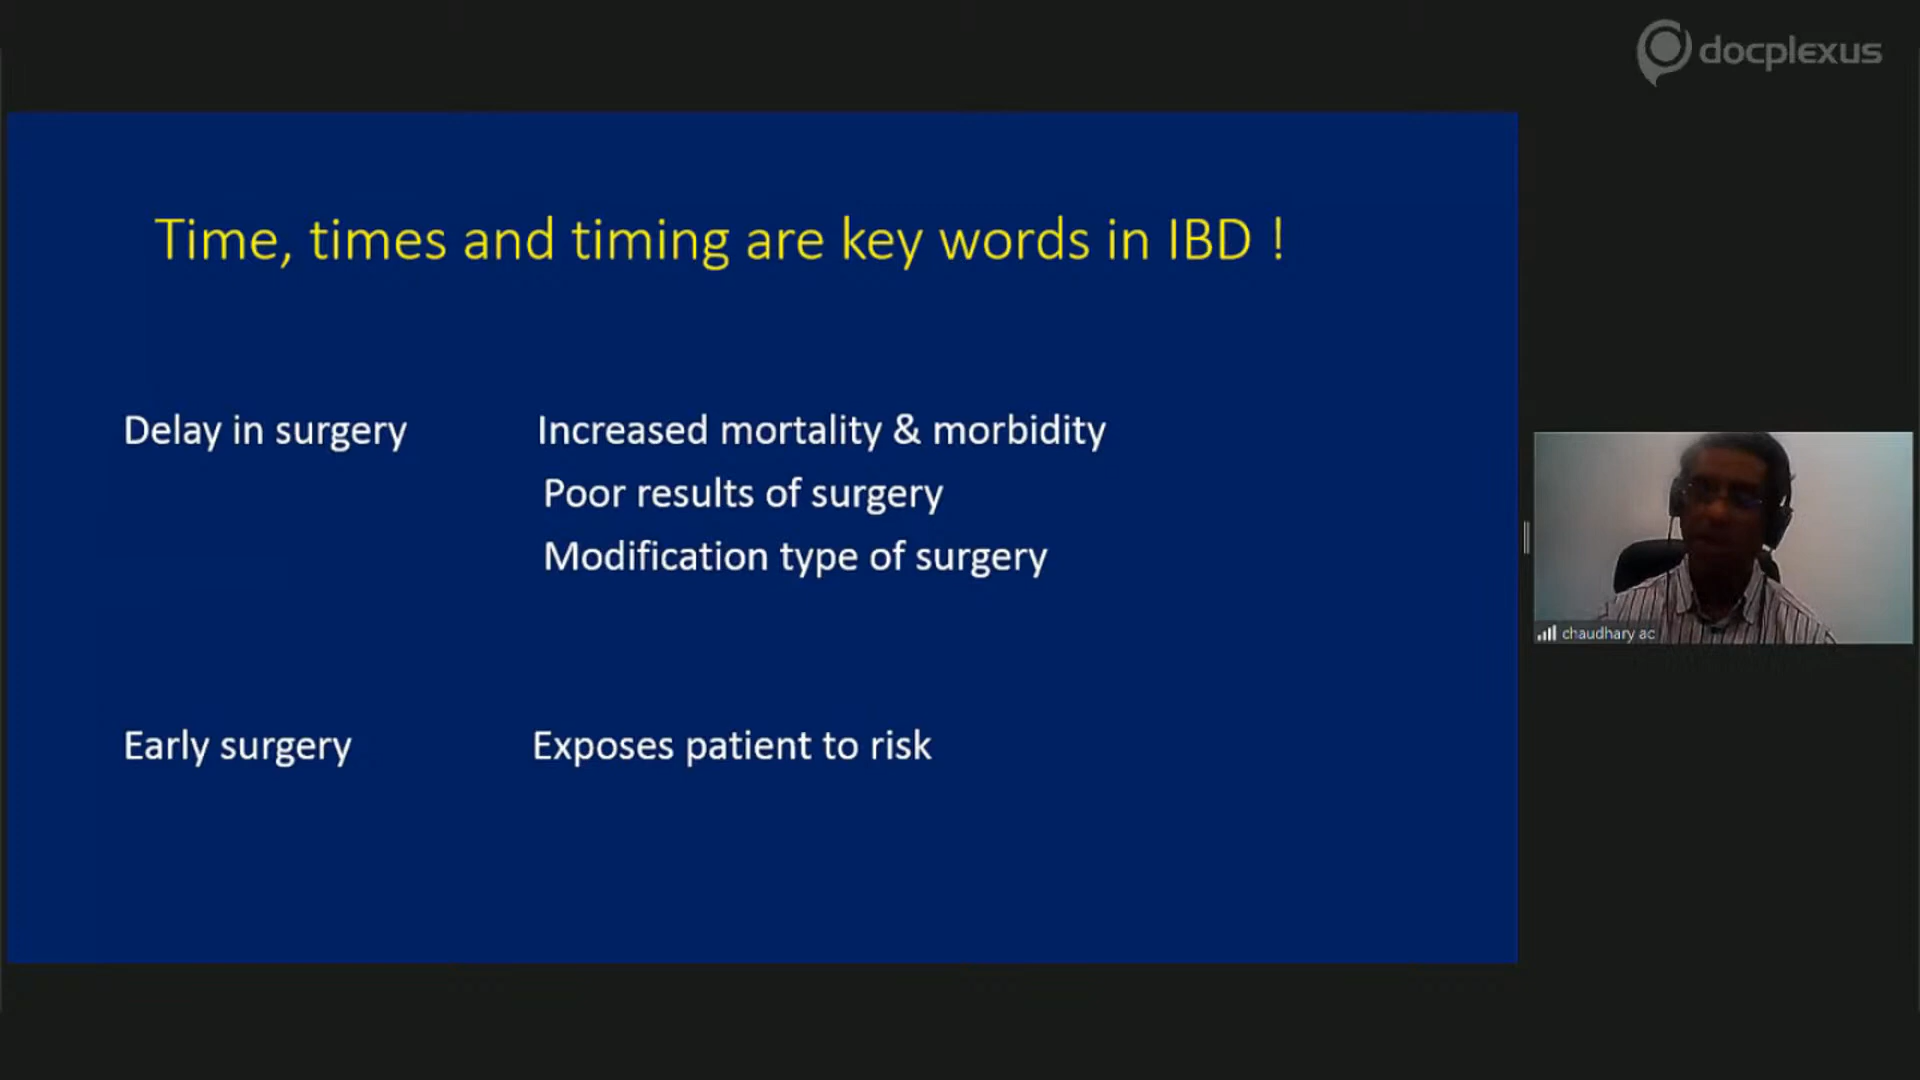 docplexus
Time, times and timing are key words in IBD !
Delay in surgery Increased mortality & morbidity
Poor results of surgery
Modification type of surgery
Early surgery Exposes patient to risk
chaudhary ac